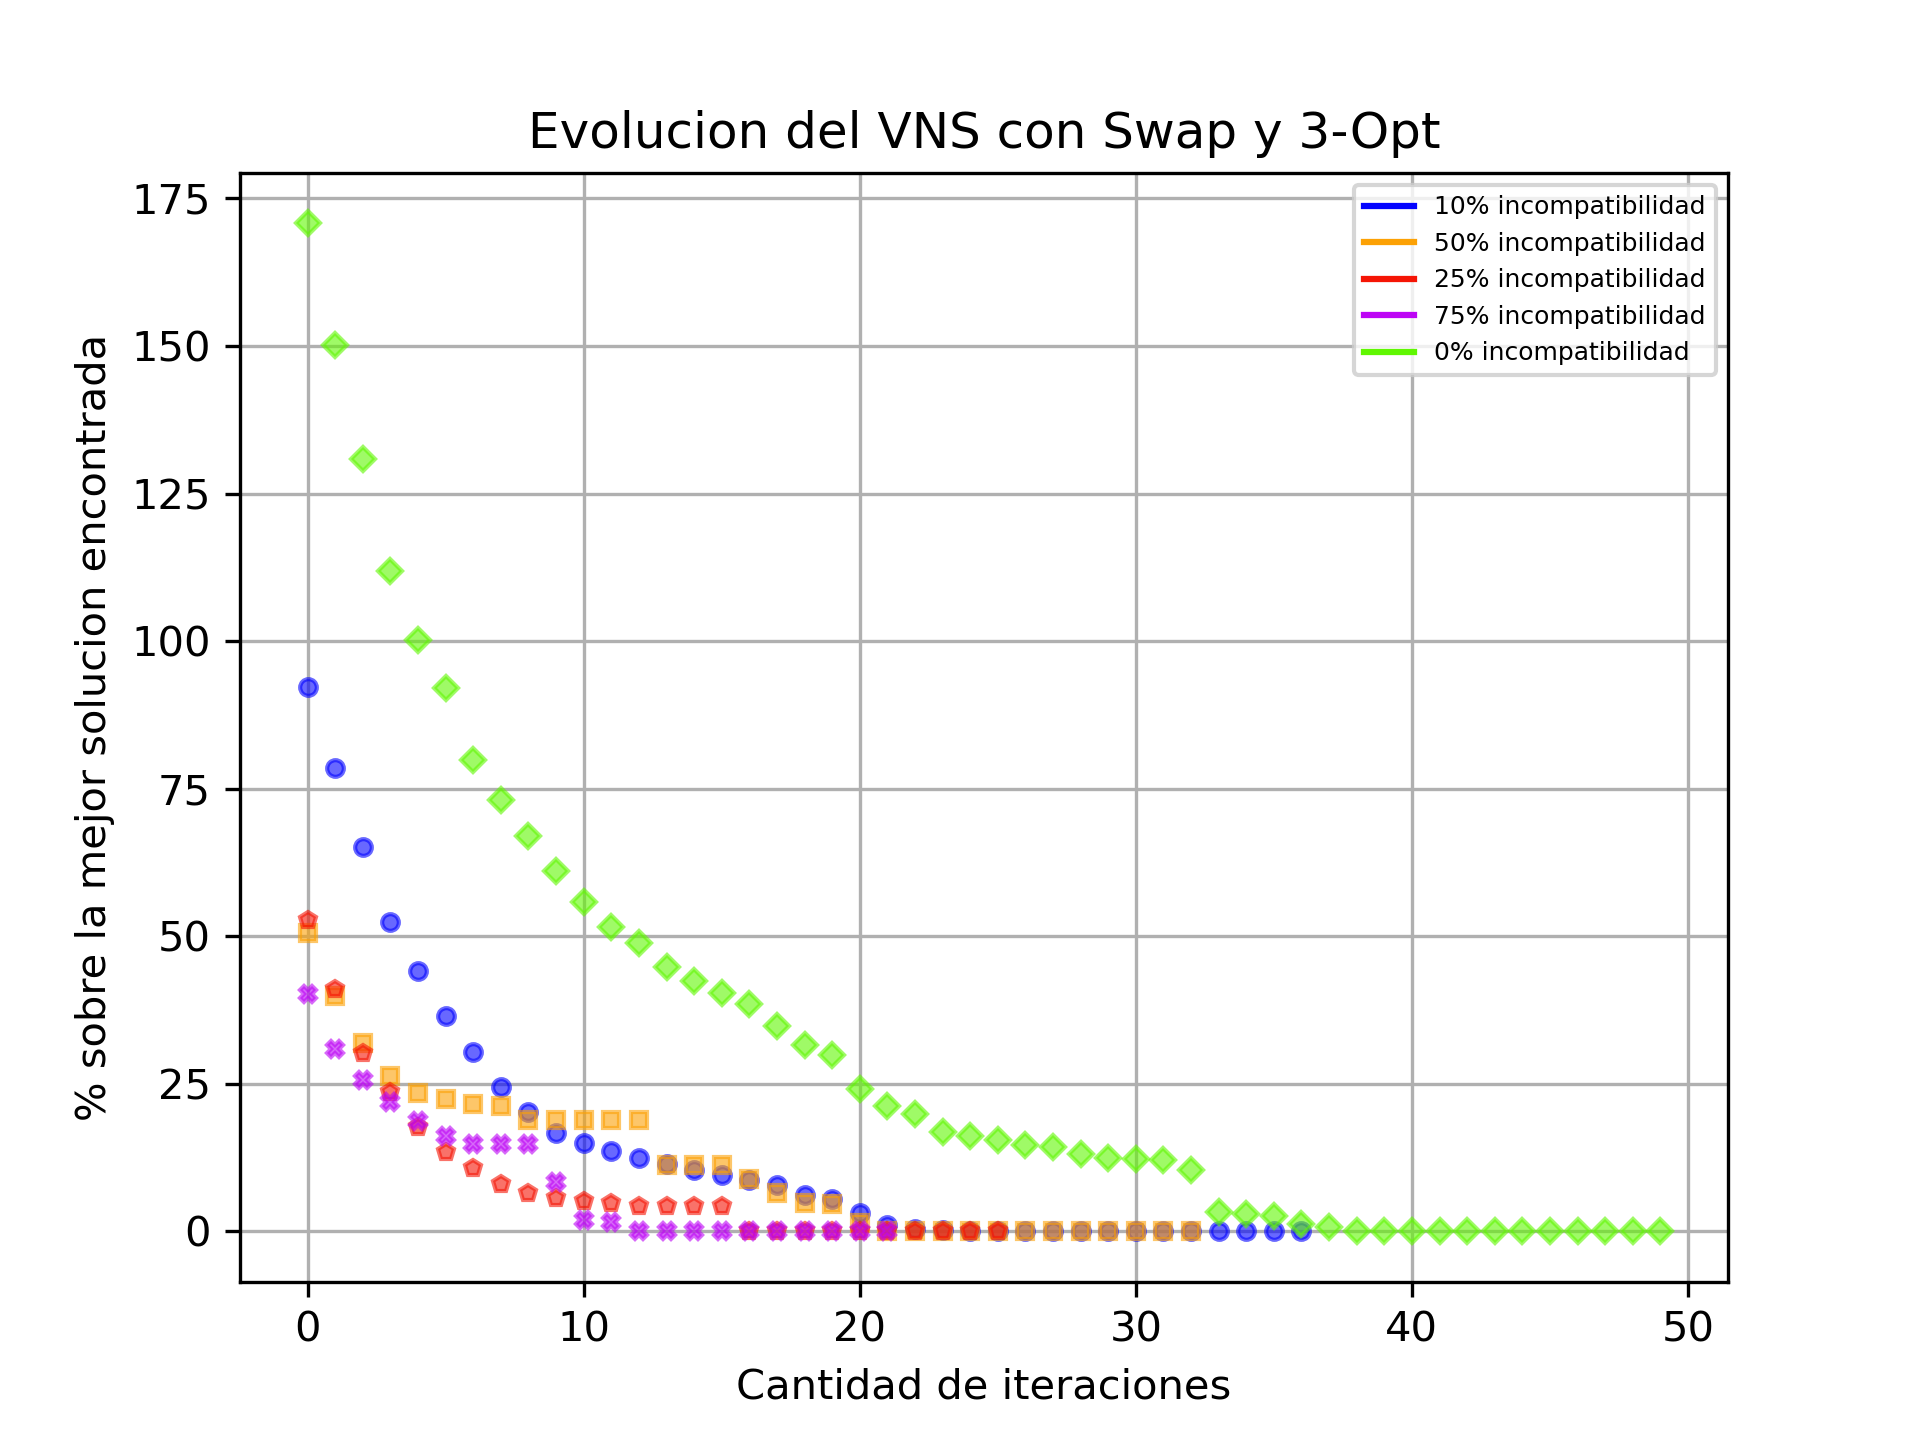 Evolucion del VNS con Swap y 3-Opt
% sobre la mejor solucion encontrada
175
150
125
100
75
50
25
0
10% incompatibilidad
50% incompatibilidad
25% incompatibilidad
75% incompatibilidad
0% incompatibilidad
0 10 20 30 40 50
Cantidad de iteraciones